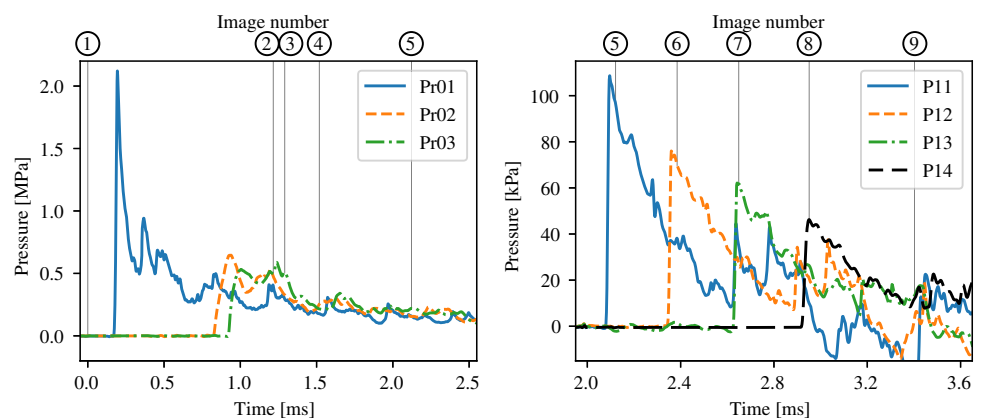 Image number
1 2 3 4 5
2.0
1.5
1.0
0.5
0.0
Pressure [MPa]
Pr01
Pr02
Pr03
0.0 0.5 1.0 1.5 2.0 2.5
Time [ms]
Image number
5 6 7 8 9
100
80
60
40
20
0
Pressure [kPa]
P11
P12
P13
P14
2.0 2.4 2.8 3.2 3.6
Time [ms]